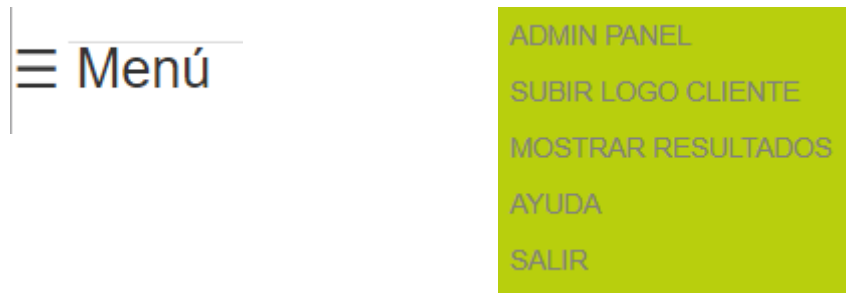 ☰ Menú
ADMIN PANEL
SUBIR LOGO CLIENTE
MOSTRAR RESULTADOS
AYUDA
SALIR